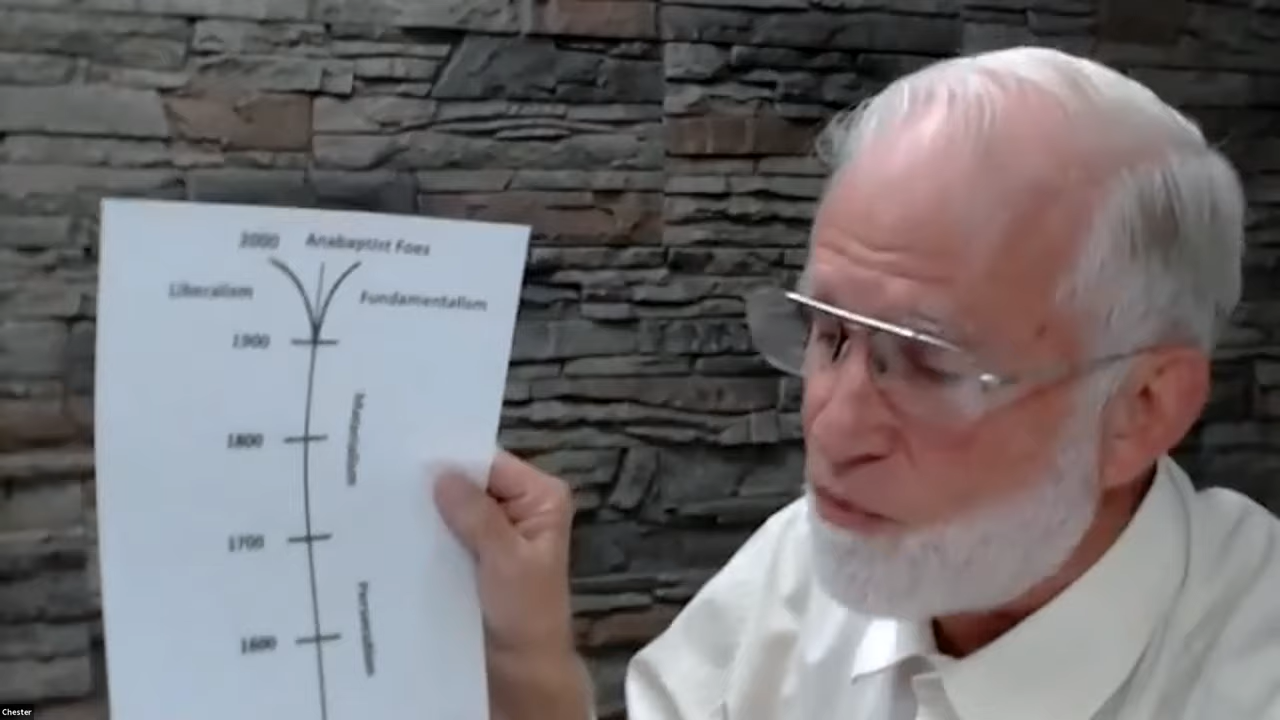 2000 Anabaptist Foes
Liberalism
Fundamentalism
1900
Materialism
1800
1700
Persecution
1600
Chester